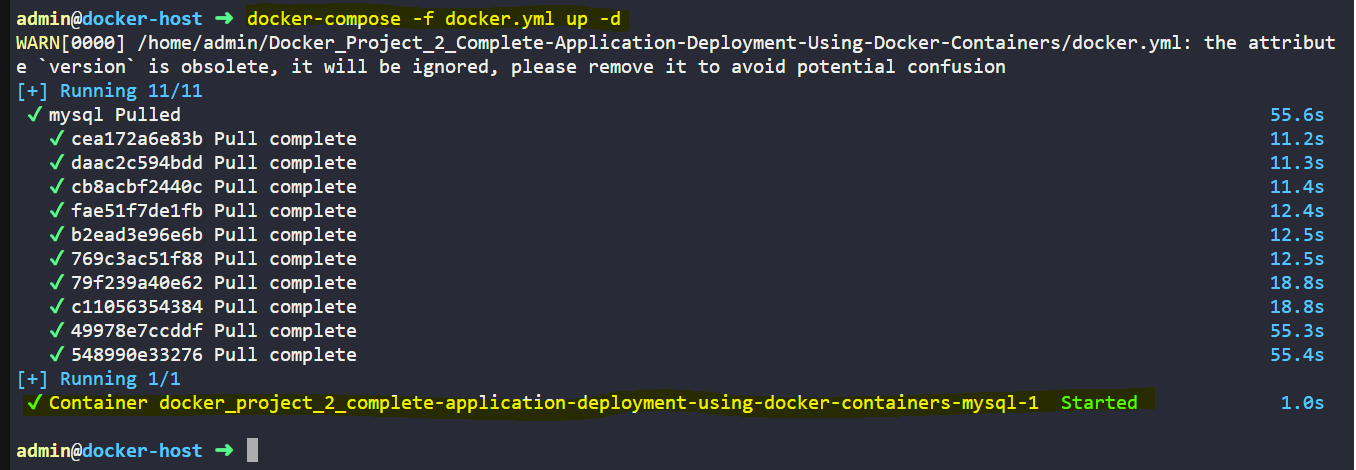 admin@docker-host ➜ docker-compose -f docker.yml up -d
WARN[0000] /home/admin/Docker_Project_2_Complete-Application-Deployment-Using-Docker-Containers/docker.yml: the attribut
e `version` is obsolete, it will be ignored, please remove it to avoid potential confusion
[+] Running 11/11
✓ mysql Pulled 55.6s
✓ cea172a6e83b Pull complete 11.2s
✓ daac2c594bdd Pull complete 11.3s
✓ cb8acbf2440c Pull complete 11.4s
✓ fae51f7de1fb Pull complete 12.4s
✓ b2ead3e96e6b Pull complete 12.5s
✓ 769c3ac51f88 Pull complete 12.5s
✓ 79f239a40e62 Pull complete 18.8s
✓ c11056354384 Pull complete 18.8s
✓ 49978e7ccddf Pull complete 55.3s
✓ 548990e33276 Pull complete 55.4s
[+] Running 1/1
✓ Container docker_project_2_complete-application-deployment-using-docker-containers-mysql-1 Started 1.0s
admin@docker-host ➜